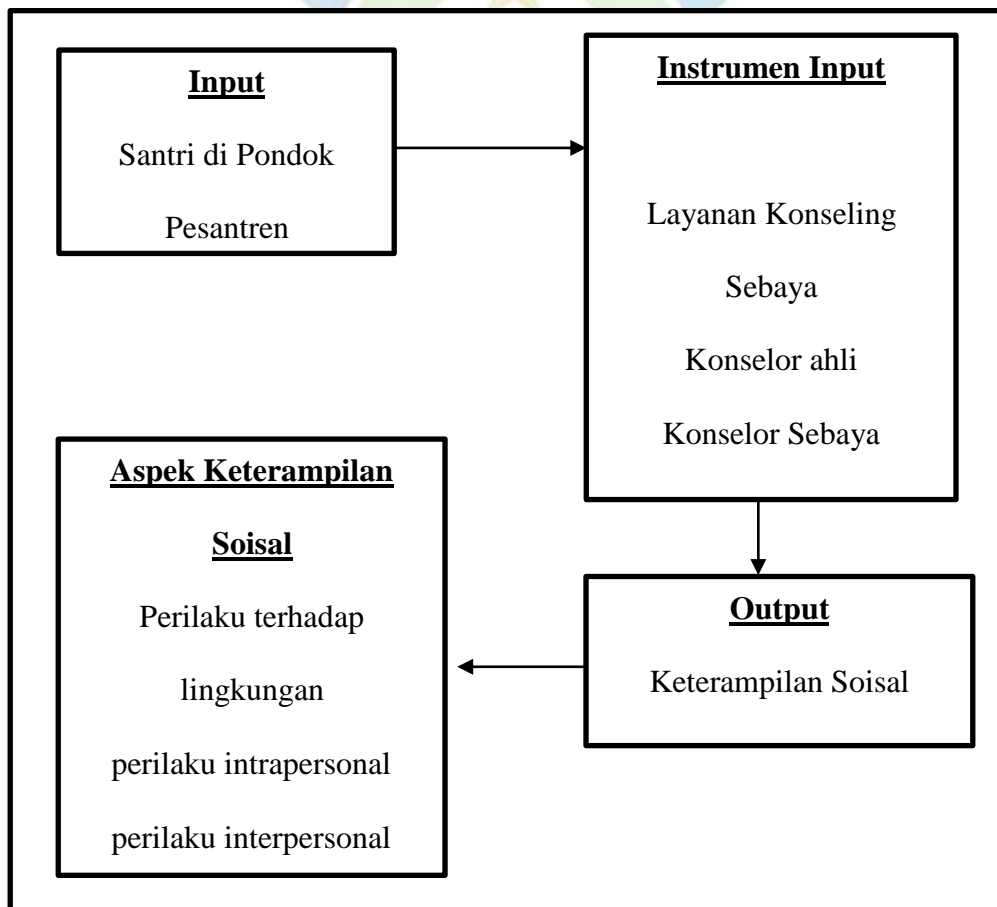 Input
Santri di Pondok
Pesantren
Instrumen Input
Layanan Konseling
Sebaya
Konselor ahli
Konselor Sebaya
Output
Keterampilan Soisal
Aspek Keterampilan
Soisal
Perilaku terhadap
lingkungan
perilaku intrapersonal
perilaku interpersonal